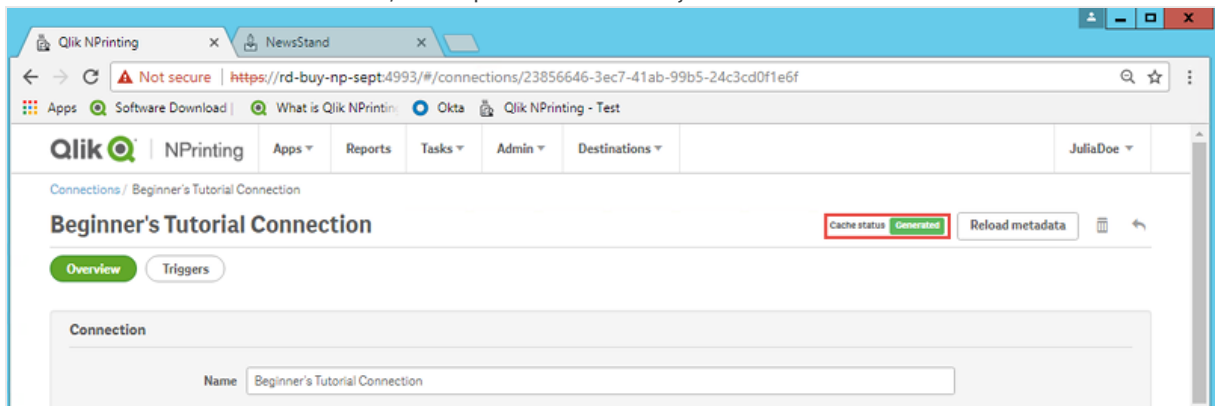 Qlik NPrinting NewsStand
Not secure | https://rd-buy-np-sept:4993/#/connections/23856646-3ec7-41ab-99b5-24c3cd0f1e6f
Apps Software Download | What is Qlik NPrinting Okta Qlik NPrinting - Test
Qlik NPrinting Apps Reports Tasks Admin Destinations JuliaDoe
Connections / Beginner's Tutorial Connection
Beginner's Tutorial Connection Cache status Generated Reload metadata
Overview Triggers
Connection
Name Beginner's Tutorial Connection